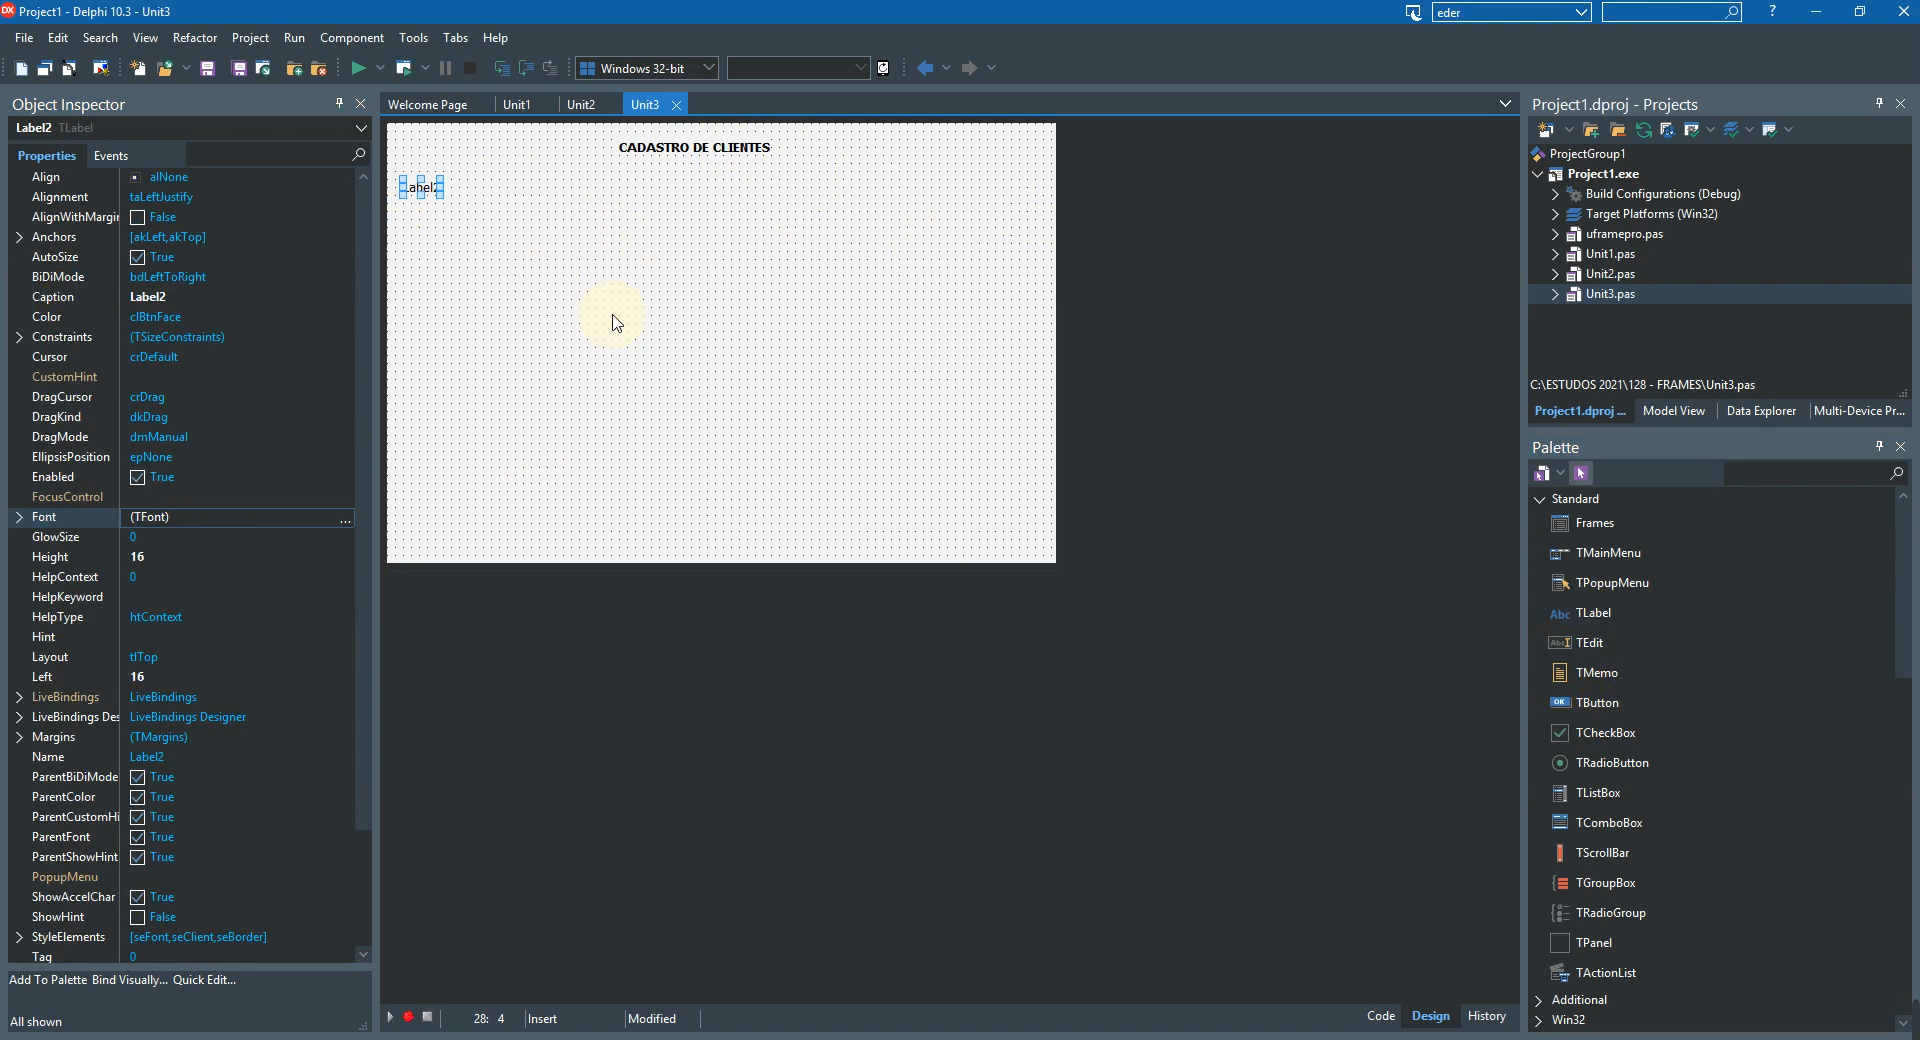 Project1 - Delphi 10.3 - Unit3
eder
?
File Edit Search View Refactor Project Run Component Tools Tabs Help
Windows 32-bit
Object Inspector
Label2 TLabel
Properties Events
Align alNone
Alignment taLeftJustify
AlignWithMargin False
Anchors [akLeft,akTop]
AutoSize True
BiDiMode bdLeftToRight
Caption Label2
Color clBtnFace
Constraints (TSizeConstraints)
Cursor crDefault
CustomHint
DragCursor crDrag
DragKind dkDrag
DragMode dmManual
EllipsisPosition epNone
Enabled True
FocusControl
Font (TFont) ...
GlowSize 0
Height 16
HelpContext 0
HelpKeyword
HelpType htContext
Hint
Layout tlTop
Left 16
LiveBindings LiveBindings
LiveBindings Des LiveBindings Designer
Margins (TMargins)
Name Label2
ParentBiDiMode True
ParentColor True
ParentCustomHi True
ParentFont True
ParentShowHint True
PopupMenu
ShowAccelChar True
ShowHint False
StyleElements [seFont,seClient,seBorder]
Tag 0
Add To Palette Bind Visually... Quick Edit...
All shown
Welcome Page Unit1 Unit2 Unit3
CADASTRO DE CLIENTES
Label2
28: 4 Insert Modified
Code Design History
Project1.dproj - Projects
ProjectGroup1
Project1.exe
Build Configurations (Debug)
Target Platforms (Win32)
uframepro.pas
Unit1.pas
Unit2.pas
Unit3.pas
C:\ESTUDOS 2021\128 - FRAMES\Unit3.pas
Project1.dproj ... Model View Data Explorer Multi-Device Pr...
Palette
Standard
Frames
TMainMenu
TPopupMenu
Abc TLabel
TEdit
TMemo
OK TButton
TCheckBox
TRadioButton
TListBox
TComboBox
TScrollBar
TGroupBox
TRadioGroup
TPanel
TActionList
Additional
Win32